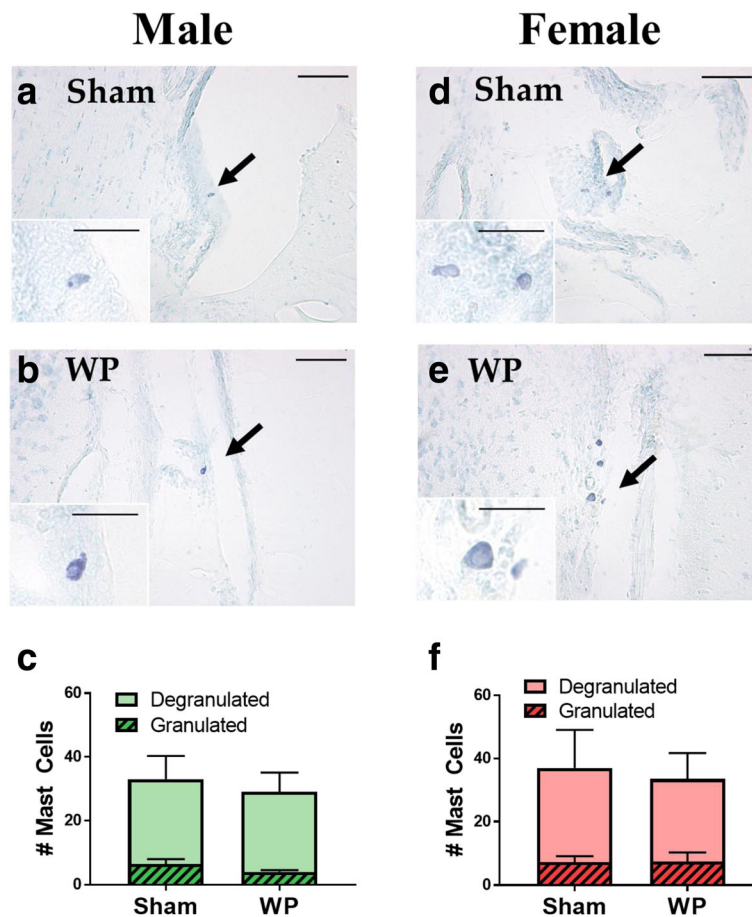 Male
Female
a Sham
d Sham
b WP
e WP
c
Degranulated
Granulated
# Mast Cells
60
40
20
0
Sham WP
f
Degranulated
Granulated
# Mast Cells
60
40
20
0
Sham WP